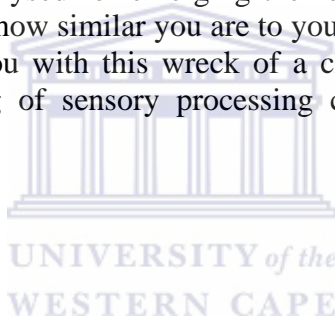 how similar you are to you
u with this wreck of a c
of sensory processing
UNIVERSITY of the
WESTERN CAPE